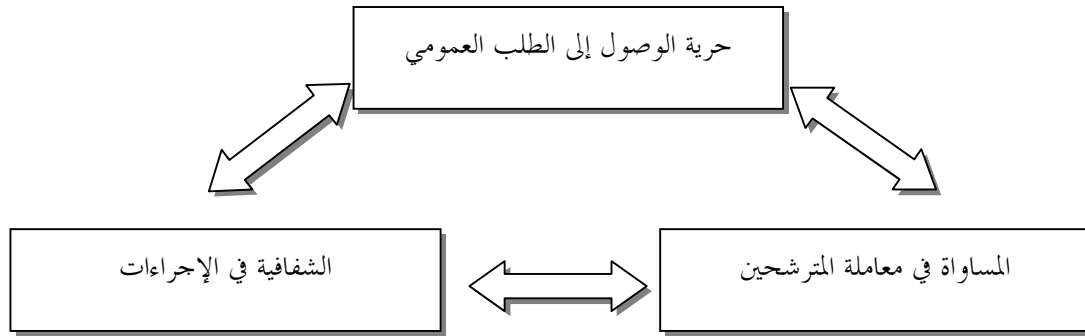 حرية الوصول إلى الطلب العمومي
المساواة في معاملة المترشحين
الشفافية في الإجراءات